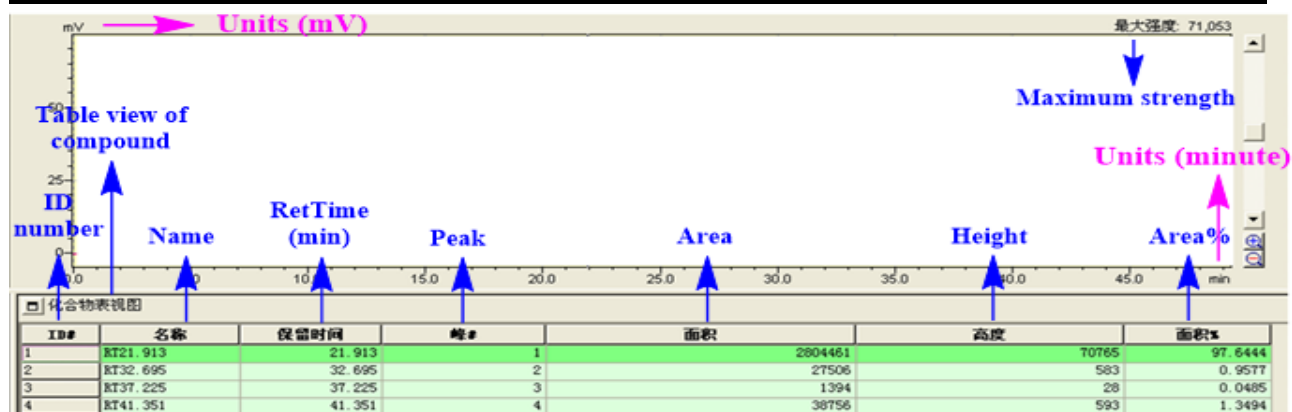 mV
Units (mV)
最大强度: 71,053
Maximum strength
50
Table view of
compound
Units (minute)
25
ID
number
Name
RetTime
(min)
Peak
Area
Height
Area%
0
15.0
20.0
25.0
30.0
35.0
45.0
min
化合物表视图
ID# 名称 保留时间 峰# 面积 高度 面积%
1 RT21.913 21.913 1 2804461 70765 97.6444
2 RT32.695 32.695 2 27506 583 0.9577
3 RT37.225 37.225 3 1394 28 0.0485
4 RT41.351 41.351 4 38756 593 1.3494